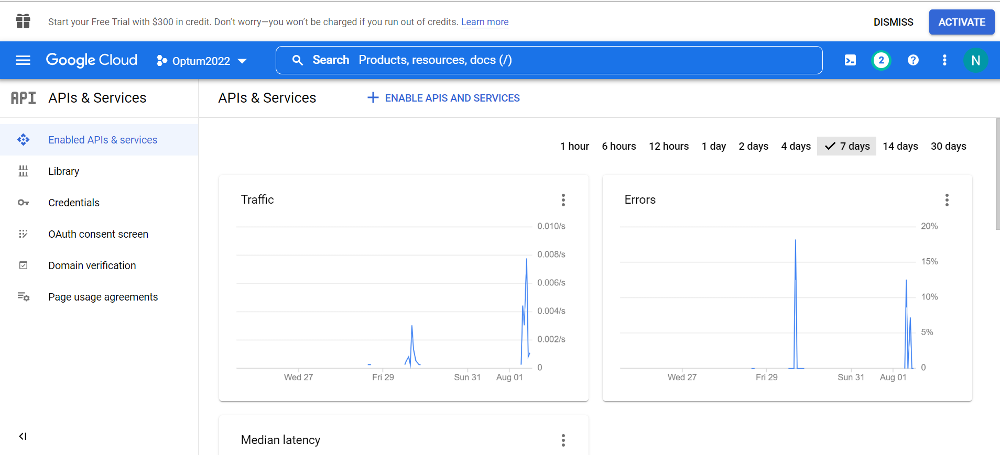 Start your Free Trial with $300 in credit. Don’t worry—you won’t be charged if you run out of credits. Learn more
DISMISS
ACTIVATE
Google Cloud
Optum2022
Search Products, resources, docs (/)
2
N
API APIs & Services
APIs & Services
ENABLE APIS AND SERVICES
Enabled APIs & services
Library
Credentials
OAuth consent screen
Domain verification
Page usage agreements
1 hour 6 hours 12 hours 1 day 2 days 4 days 7 days 14 days 30 days
Traffic
0.010/s
0.008/s
0.006/s
0.004/s
0.002/s
0
Wed 27 Fri 29 Sun 31 Aug 01
Errors
20%
15%
10%
5%
0
Wed 27 Fri 29 Sun 31 Aug 01
Median latency